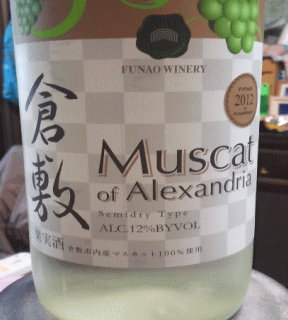 FUNAO WINERY
Vintage
2012
倉敷
Muscat
of Alexandria
Semidry Type
ALC.12%BYVOL
果実酒
倉敷市内産マスカット100%使用